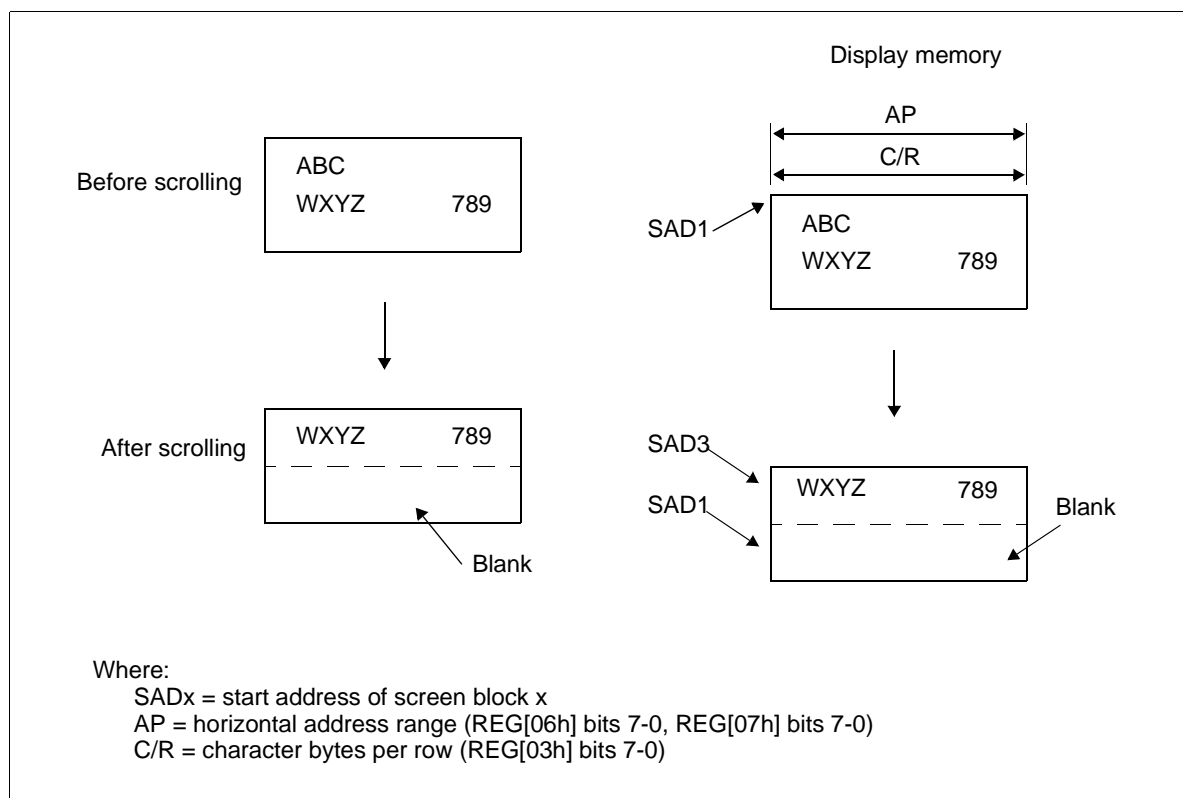 Display memory
AP
C/R
Before scrolling
ABC
WXYZ 789
SAD1
ABC
WXYZ 789
After scrolling
WXYZ 789
Blank
SAD3
SAD1
WXYZ 789
Blank
Where:
SADx = start address of screen block x
AP = horizontal address range (REG[06h] bits 7-0, REG[07h] bits 7-0)
C/R = character bytes per row (REG[03h] bits 7-0)